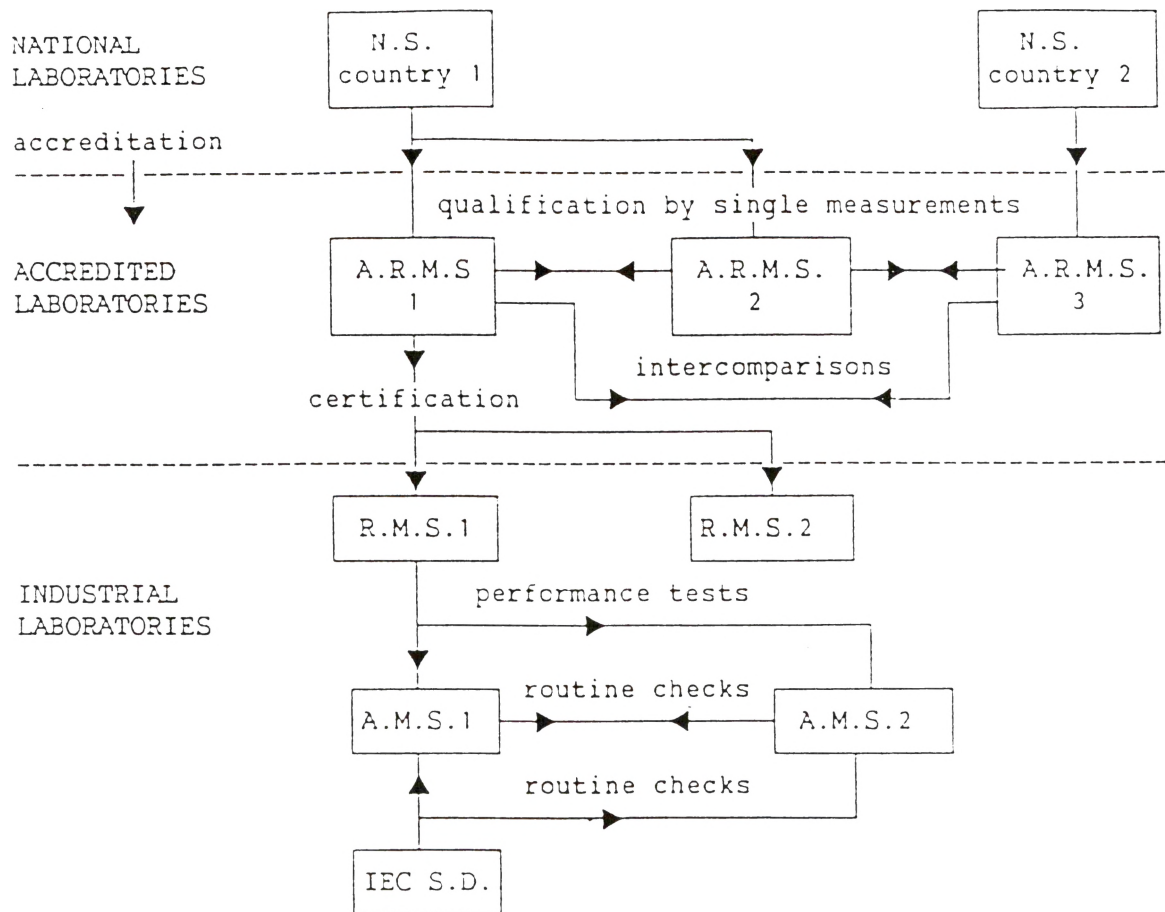 NATIONAL
LABORATORIES
N.S.
country 1
N.S.
country 2
accreditation
qualification by single measurements
ACCREDITED
LABORATORIES
A.R.M.S
1
A.R.M.S.
2
A.R.M.S.
3
intercomparisons
certification
R.M.S.1
R.M.S.2
INDUSTRIAL
LABORATORIES
performance tests
A.M.S.1
routine checks
A.M.S.2
routine checks
IEC S.D.